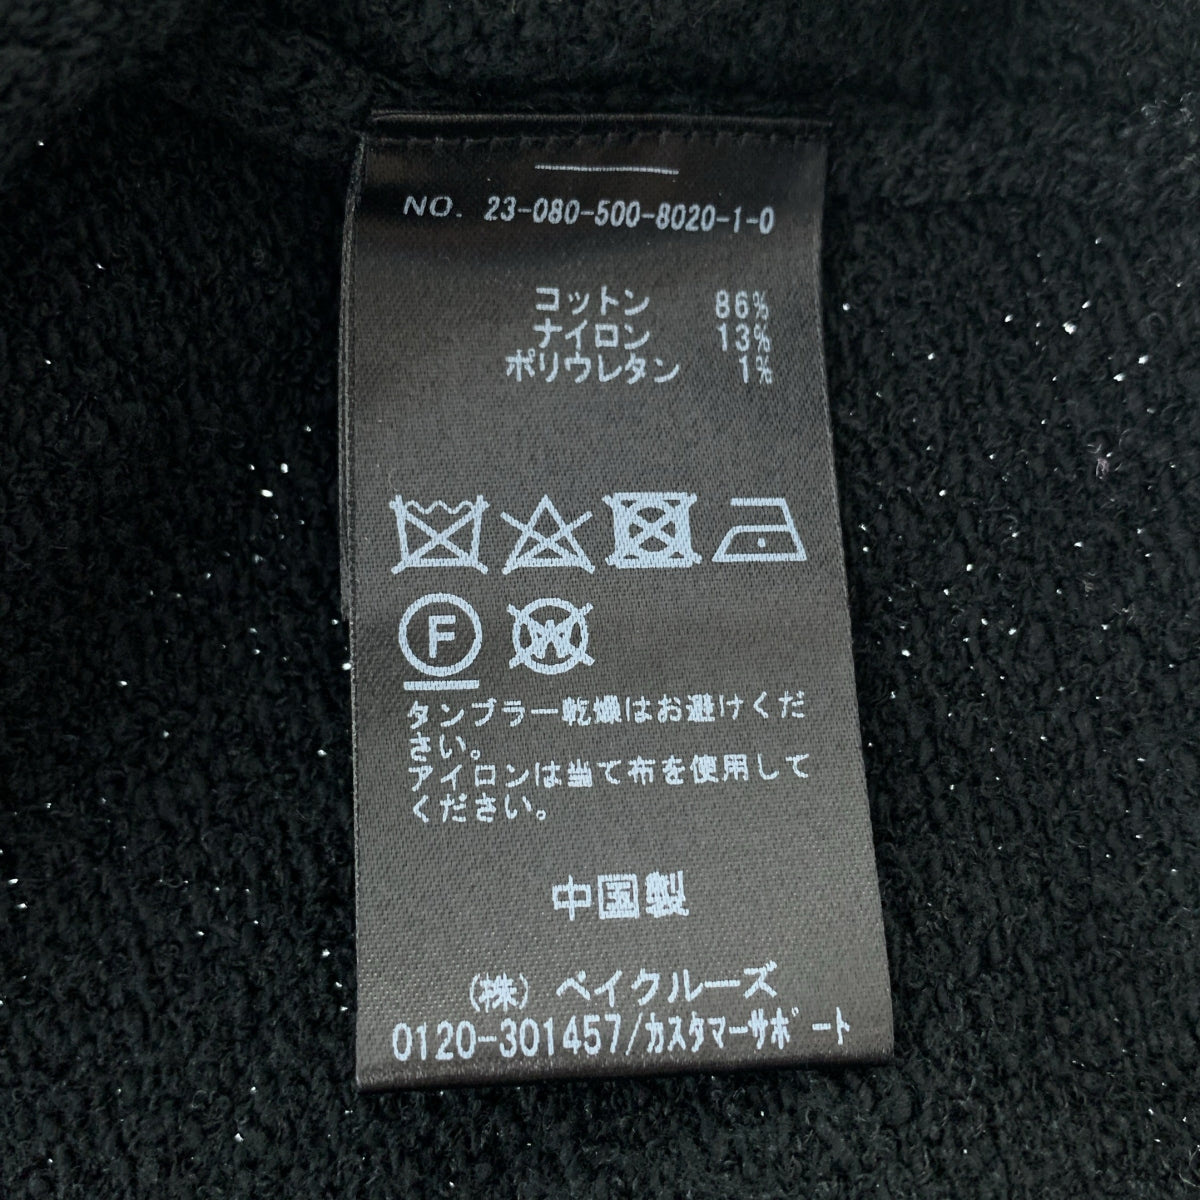 NO. 23-080-500-8020-1-0
コットン 86%
ナイロン 13%
ポリウレタン 1%
F
W
タンブラー乾燥はお避けくだ
さい。
アイロンは当て布を使用して
ください。
中国製
(株) ベイクルーズ
0120-301457/カスタマーサポート